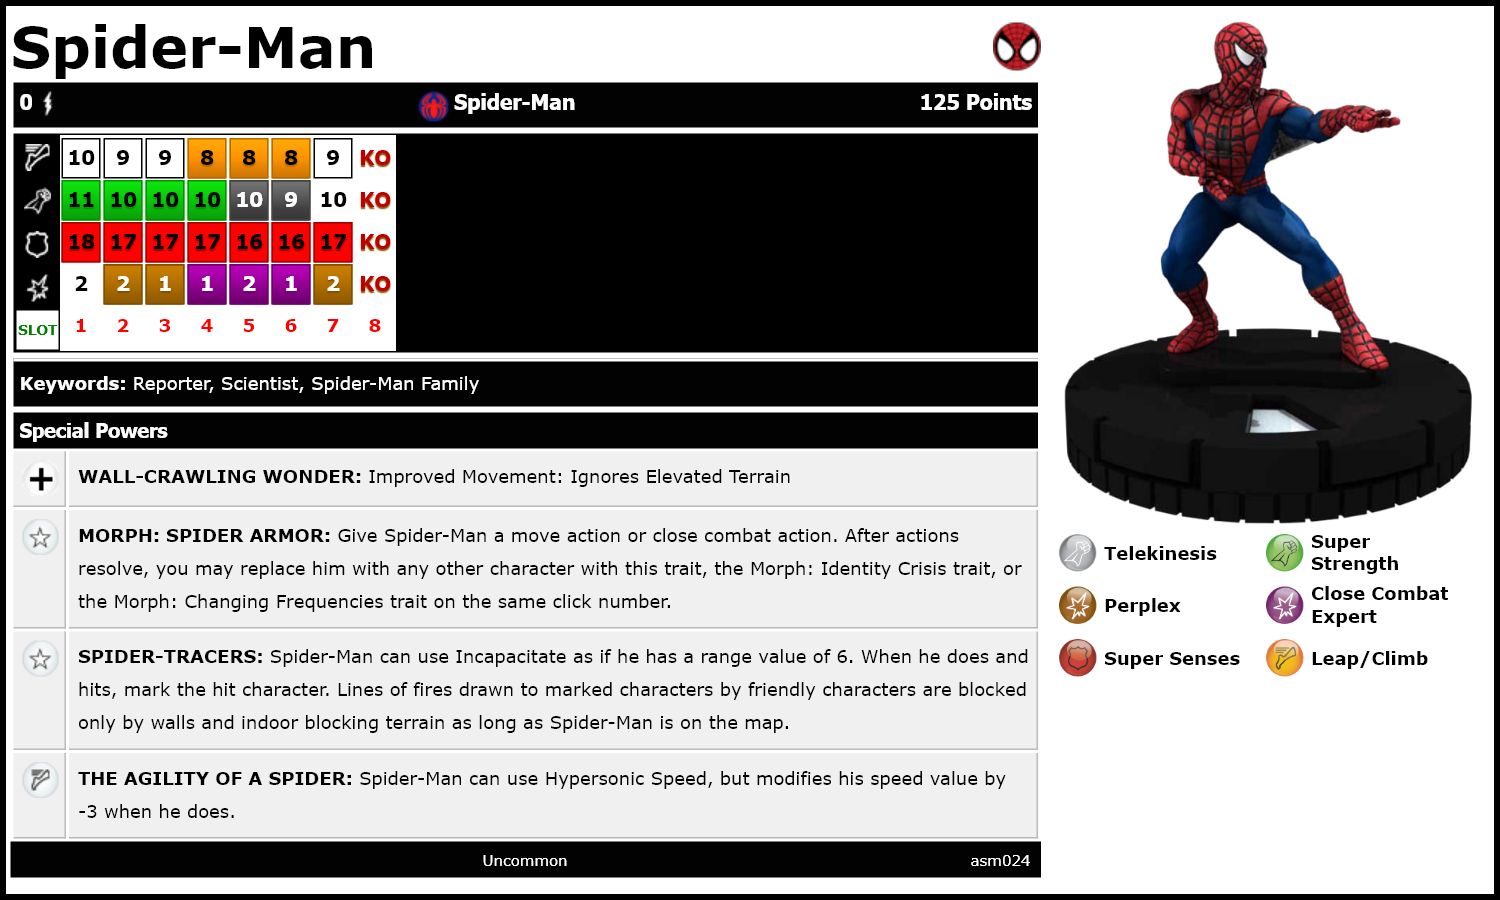 Spider-Man
0 Spider-Man 125 Points
10 9 9 8 8 8 9 KO
11 10 10 10 10 9 10 KO
18 17 17 17 16 16 17 KO
2 2 1 1 2 1 2 KO
SLOT 1 2 3 4 5 6 7 8
Keywords: Reporter, Scientist, Spider-Man Family
Special Powers
WALL-CRAWLING WONDER: Improved Movement: Ignores Elevated Terrain
MORPH: SPIDER ARMOR: Give Spider-Man a move action or close combat action. After actions
resolve, you may replace him with any other character with this trait, the Morph: Identity Crisis trait, or
the Morph: Changing Frequencies trait on the same click number.
SPIDER-TRACERS: Spider-Man can use Incapacitate as if he has a range value of 6. When he does and
hits, mark the hit character. Lines of fires drawn to marked characters by friendly characters are blocked
only by walls and indoor blocking terrain as long as Spider-Man is on the map.
THE AGILITY OF A SPIDER: Spider-Man can use Hypersonic Speed, but modifies his speed value by
-3 when he does.
Uncommon asm024
Telekinesis
Super
Strength
Perplex
Close Combat
Expert
Super Senses
Leap/Climb